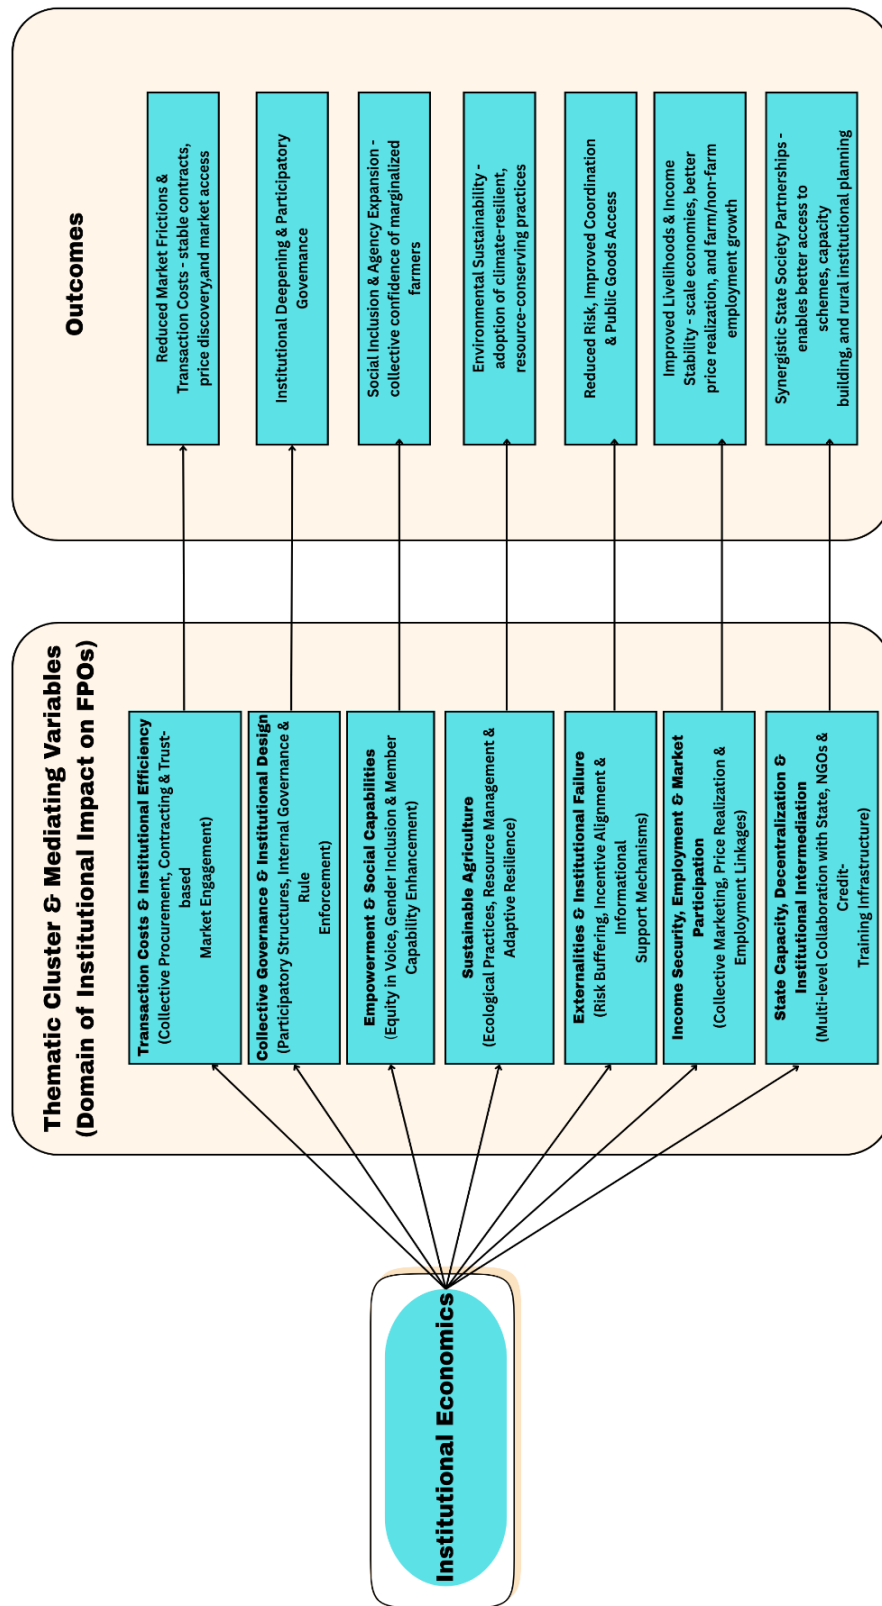 Institutional Economics
Thematic Cluster & Mediating Variables
(Domain of Institutional Impact on FPOs)
Transaction Costs & Institutional Efficiency
(Collective Procurement, Contracting & Trust-
based
Market Engagement)
Collective Governance & Institutional Design
(Participatory Structures, Internal Governance &
Rule
Enforcement)
Empowerment & Social Capabilities
(Equity in Voice, Gender Inclusion & Member
Capability Enhancement)
Sustainable Agriculture
(Ecological Practices, Resource Management &
Adaptive Resilience)
Externalities & Institutional Failure
(Risk Buffering, Incentive Alignment &
Informational
Support Mechanisms)
Income Security, Employment & Market
Participation
(Collective Marketing, Price Realization &
Employment Linkages)
State Capacity, Decentralization &
Institutional Intermediation
(Multi-level Collaboration with State, NGOs &
Credit-
Training Infrastructure)
Outcomes
Reduced Market Frictions &
Transaction Costs - stable contracts,
price discovery,and market access
Institutional Deepening & Participatory
Governance
Social Inclusion & Agency Expansion -
collective confidence of marginalized
farmers
Environmental Sustainability -
adoption of climate-resilient,
resource-conserving practices
Reduced Risk, Improved Coordination
& Public Goods Access
Improved Livelihoods & Income
Stability - scale economies, better
price realization, and farm/non-farm
employment growth
Synergistic State Society Partnerships -
enables better access to
schemes, capacity
building, and rural institutional planning